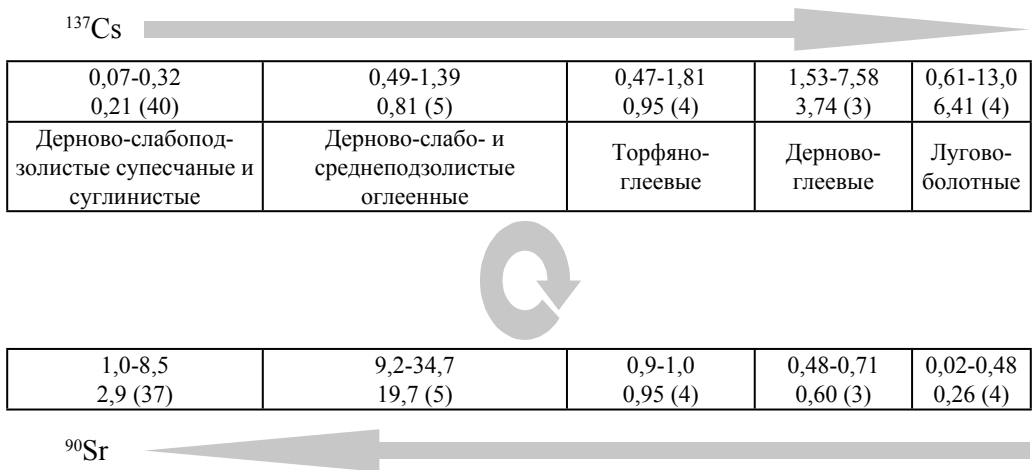 137Cs
0,07-0,32 0,49-1,39 0,47-1,81 1,53-7,58 0,61-13,0
0,21 (40) 0,81 (5) 0,95 (4) 3,74 (3) 6,41 (4)
Дерново-слабопод-
золистые супесчаные и
суглинистые
Дерново-слабо- и
среднеподзолистые
оглеенные
Торфяно-
глеевые
Дерново-
глеевые
Лугово-
болотные
1,0-8,5 9,2-34,7 0,9-1,0 0,48-0,71 0,02-0,48
2,9 (37) 19,7 (5) 0,95 (4) 0,60 (3) 0,26 (4)
90Sr